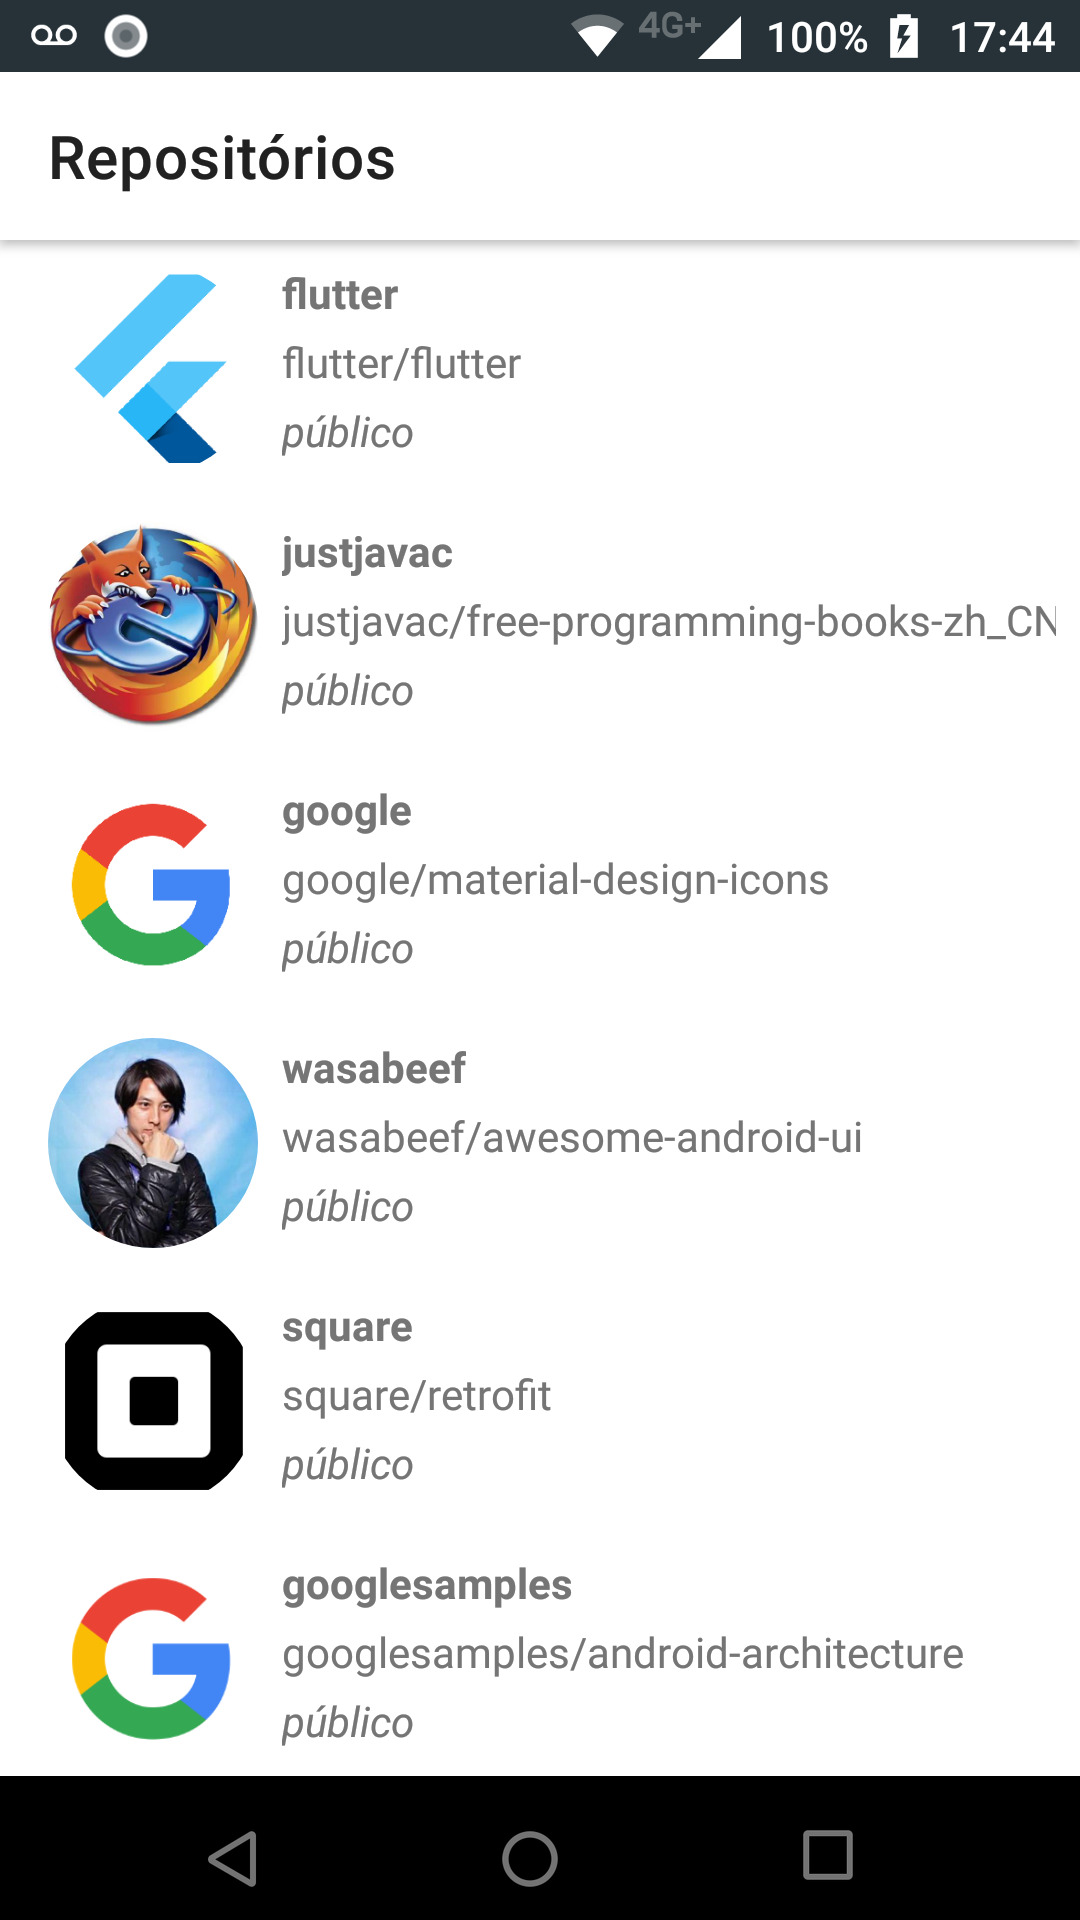 4G+ 100% 17:44
Repositórios
flutter
flutter/flutter
público
justjavac
justjavac/free-programming-books-zh_CN
público
google
google/material-design-icons
público
wasabeef
wasabeef/awesome-android-ui
público
square
square/retrofit
público
googlesamples
googlesamples/android-architecture
público